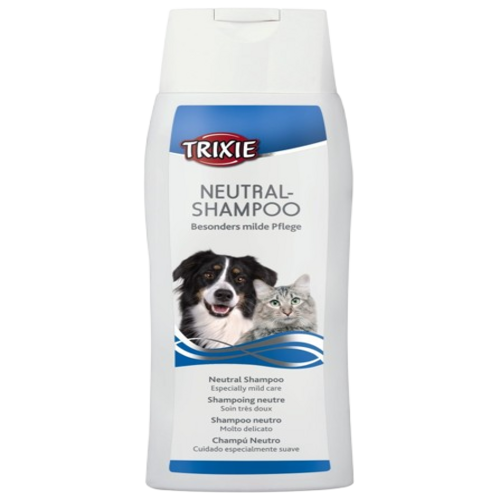 TRIXIE
NEUTRAL-
SHAMPOO
Besonders milde Pflege
Neutral Shampoo
Especially mild care
Shampoing neutre
Soin très doux
Shampoo neutro
Molto delicato
Champú Neutro
Cuidado especialmente suave